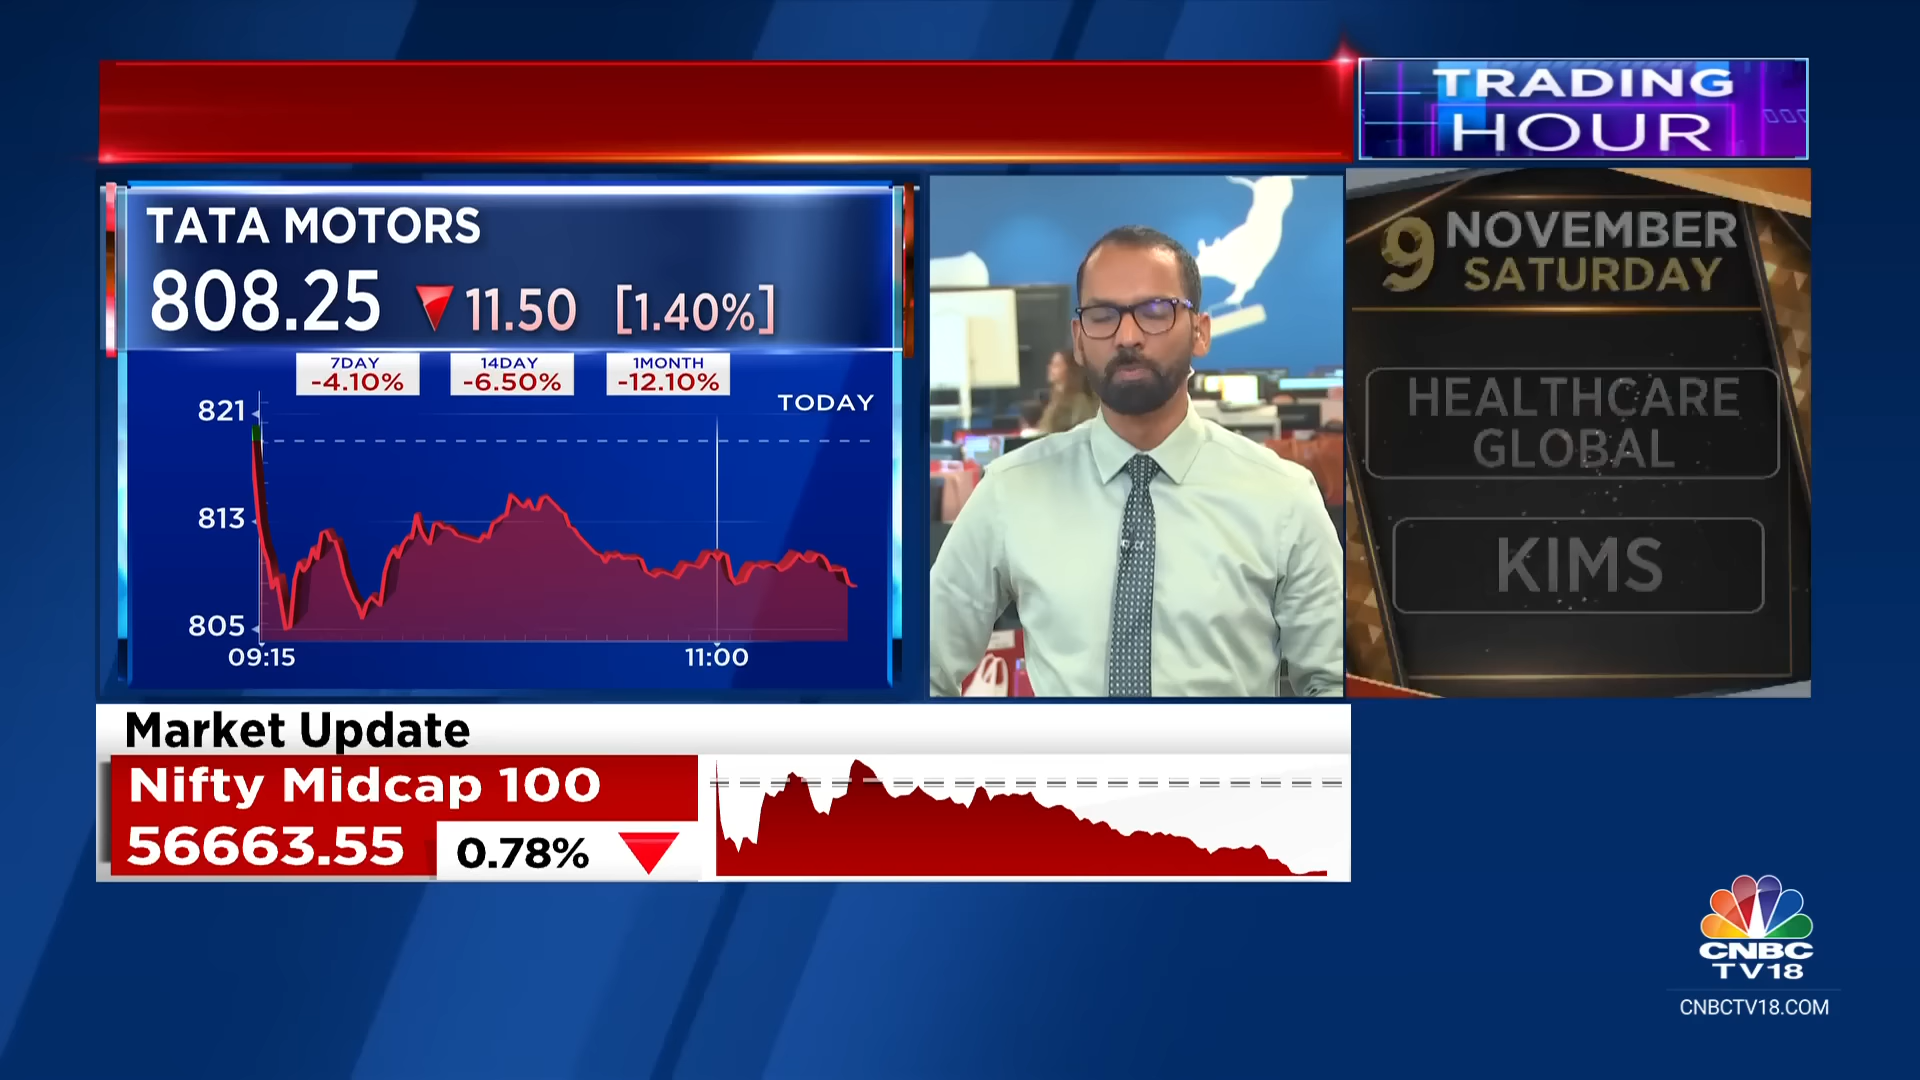 TRADING
HOUR
TATA MOTORS
808.25 ▼ 11.50 [1.40%]
7DAY
-4.10%
14DAY
-6.50%
1MONTH
-12.10%
TODAY
821
813
805
09:15
11:00
9 NOVEMBER
SATURDAY
HEALTHCARE
GLOBAL
KIMS
Market Update
Nifty Midcap 100
56663.55
0.78%
CNBC
TV18
CNBCTV18.COM